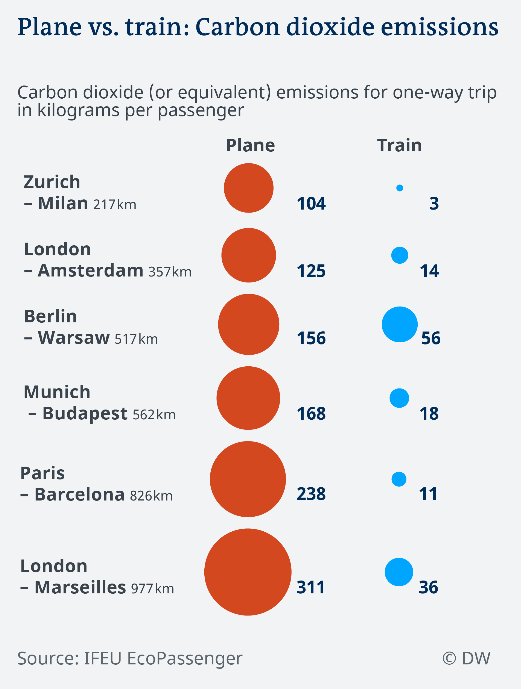 Plane vs. train: Carbon dioxide emissions
Carbon dioxide (or equivalent) emissions for one-way trip
in kilograms per passenger
Plane Train
Zurich
– Milan 217km 104 3
London
– Amsterdam 357km 125 14
Berlin
– Warsaw 517km 156 56
Munich
– Budapest 562km 168 18
Paris
– Barcelona 826km 238 11
London
– Marseilles 977km 311 36
Source: IFEU EcoPassenger © DW